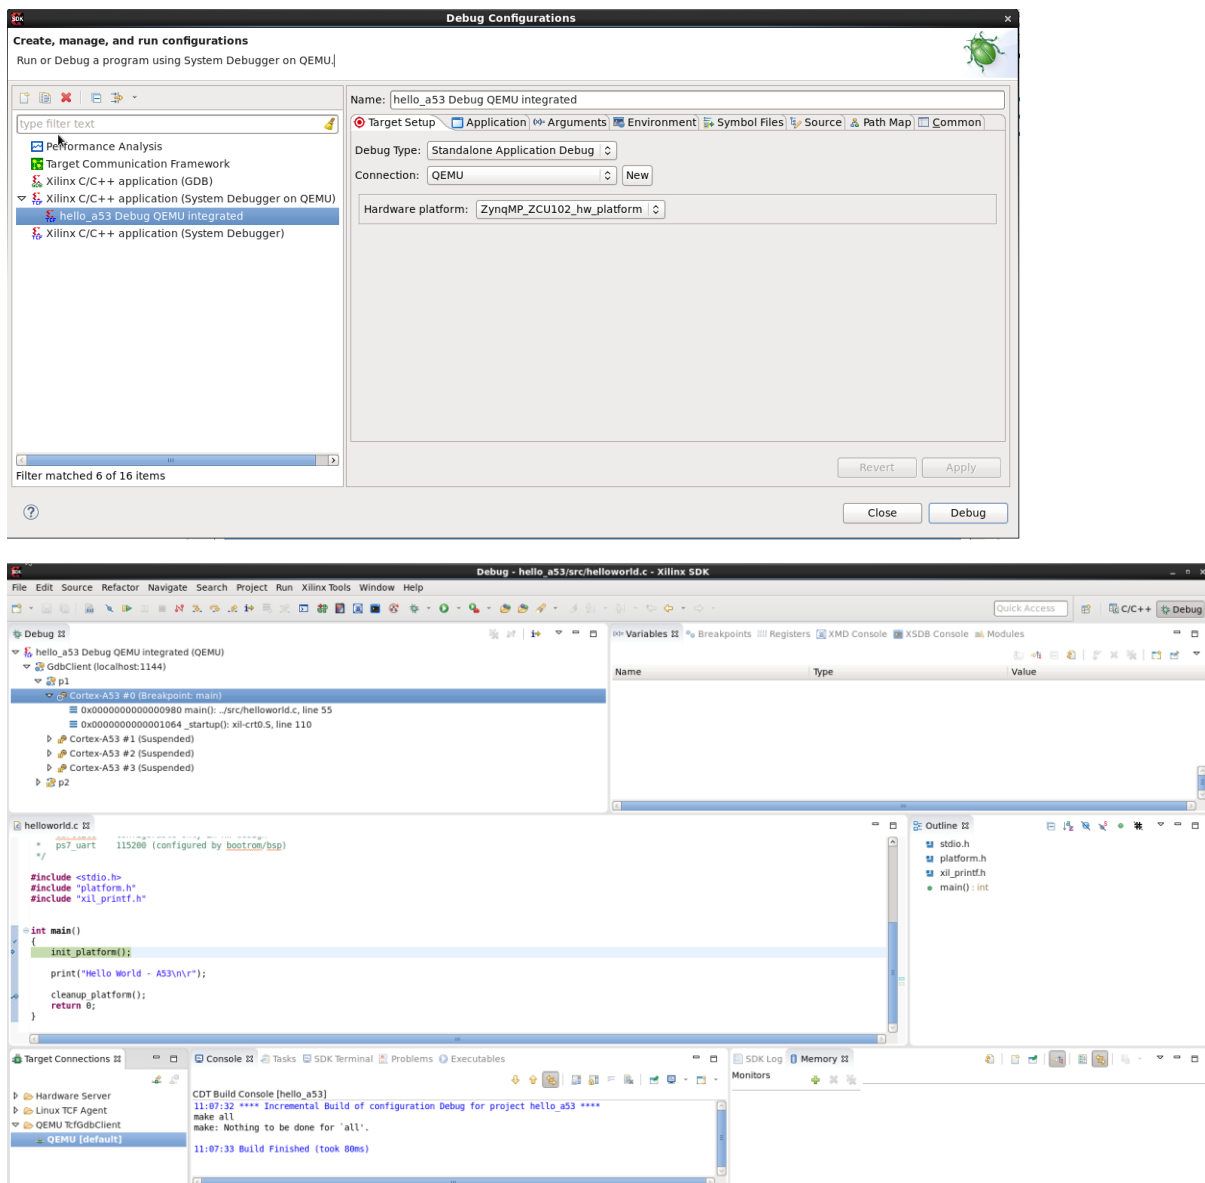 Debug Configurations
Create, manage, and run configurations
Run or Debug a program using System Debugger on QEMU.
type filter text
Performance Analysis
Target Communication Framework
Xilinx C/C++ application (GDB)
Xilinx C/C++ application (System Debugger on QEMU)
hello_a53 Debug QEMU integrated
Xilinx C/C++ application (System Debugger)
Filter matched 6 of 16 items
Name: hello_a53 Debug QEMU integrated
Target Setup Application Arguments Environment Symbol Files Source Path Map Common
Debug Type: Standalone Application Debug
Connection: QEMU New
Hardware platform: ZynqMP_ZCU102_hw_platform
Revert Apply
Close Debug
Debug - hello_a53/src/helloworld.c - Xilinx SDK
File Edit Source Refactor Navigate Search Project Run Xilinx Tools Window Help
Quick Access C/C++ Debug
Debug
hello_a53 Debug QEMU integrated (QEMU)
GdbClient (localhost:1144)
p1
Cortex-A53 #0 (Breakpoint: main)
0x0000000000000980 main(): ../src/helloworld.c, line 55
0x0000000000001064 _startup(): xil-crt0.S, line 110
Cortex-A53 #1 (Suspended)
Cortex-A53 #2 (Suspended)
Cortex-A53 #3 (Suspended)
p2
Variables Breakpoints Registers XMD Console XSDB Console Modules
Name Type Value
helloworld.c
* ps7_uart 115200 (configured by bootrom/bsp)
*/
#include <stdio.h>
#include "platform.h"
#include "xil_printf.h"
int main()
{
init_platform();
print("Hello World - A53\n\r");
cleanup_platform();
return 0;
}
Outline
stdio.h
platform.h
xil_printf.h
main() : int
Target Connections
Hardware Server
Linux TCF Agent
QEMU TcfGdbClient
QEMU [default]
Console Tasks SDK Terminal Problems Executables
CDT Build Console [hello_a53]
11:07:32 **** Incremental Build of configuration Debug for project hello_a53 ****
make all
make: Nothing to be done for `all'.
11:07:33 Build Finished (took 80ms)
SDK Log Memory
Monitors